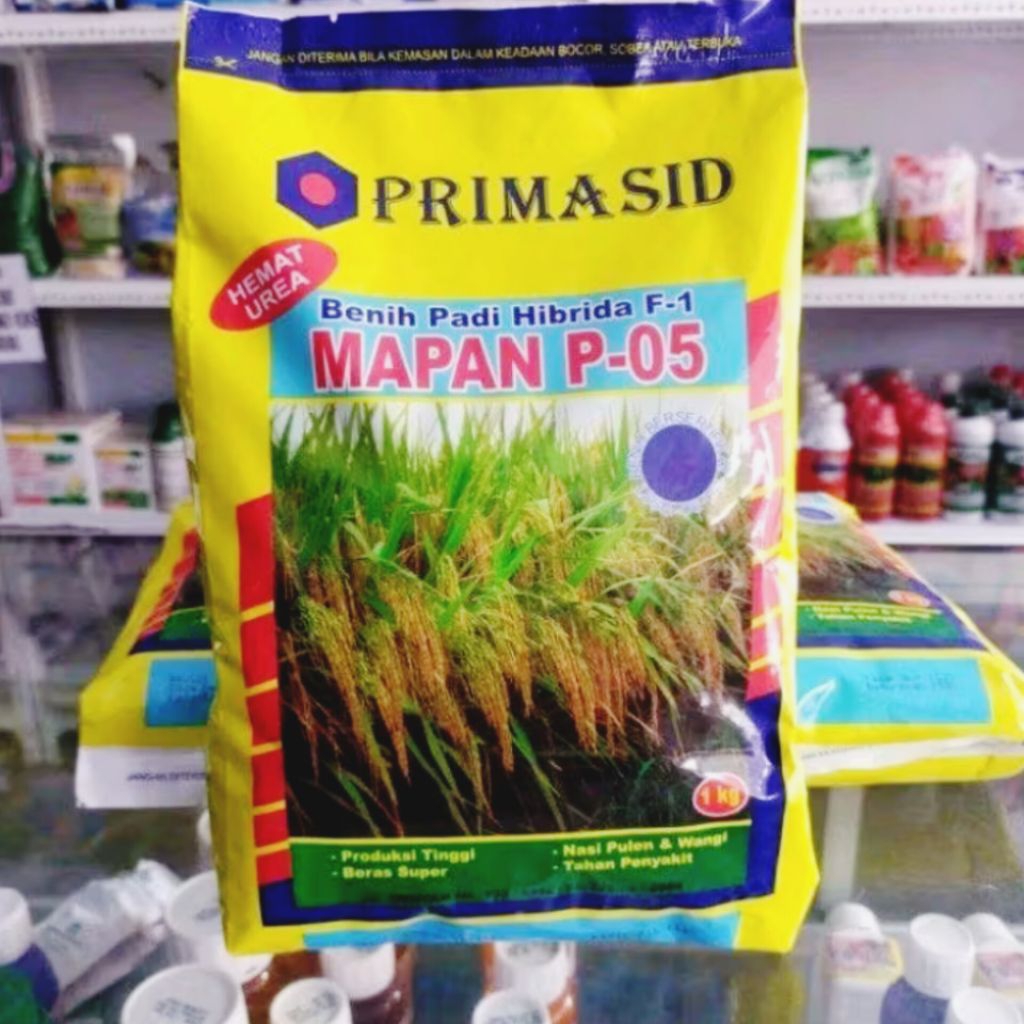 JANGAN DITERIMA BILA KEMASAN DALAM KEADAAN BOCOR, SOBEK ATAU TERBUKA
PRIMASID
HEMAT
UREA
Benih Padi Hibrida F-1
MAPAN P-05
1 kg
- Produksi Tinggi
- Beras Super
- Nasi Pulen & Wangi
- Tahan Penyakit